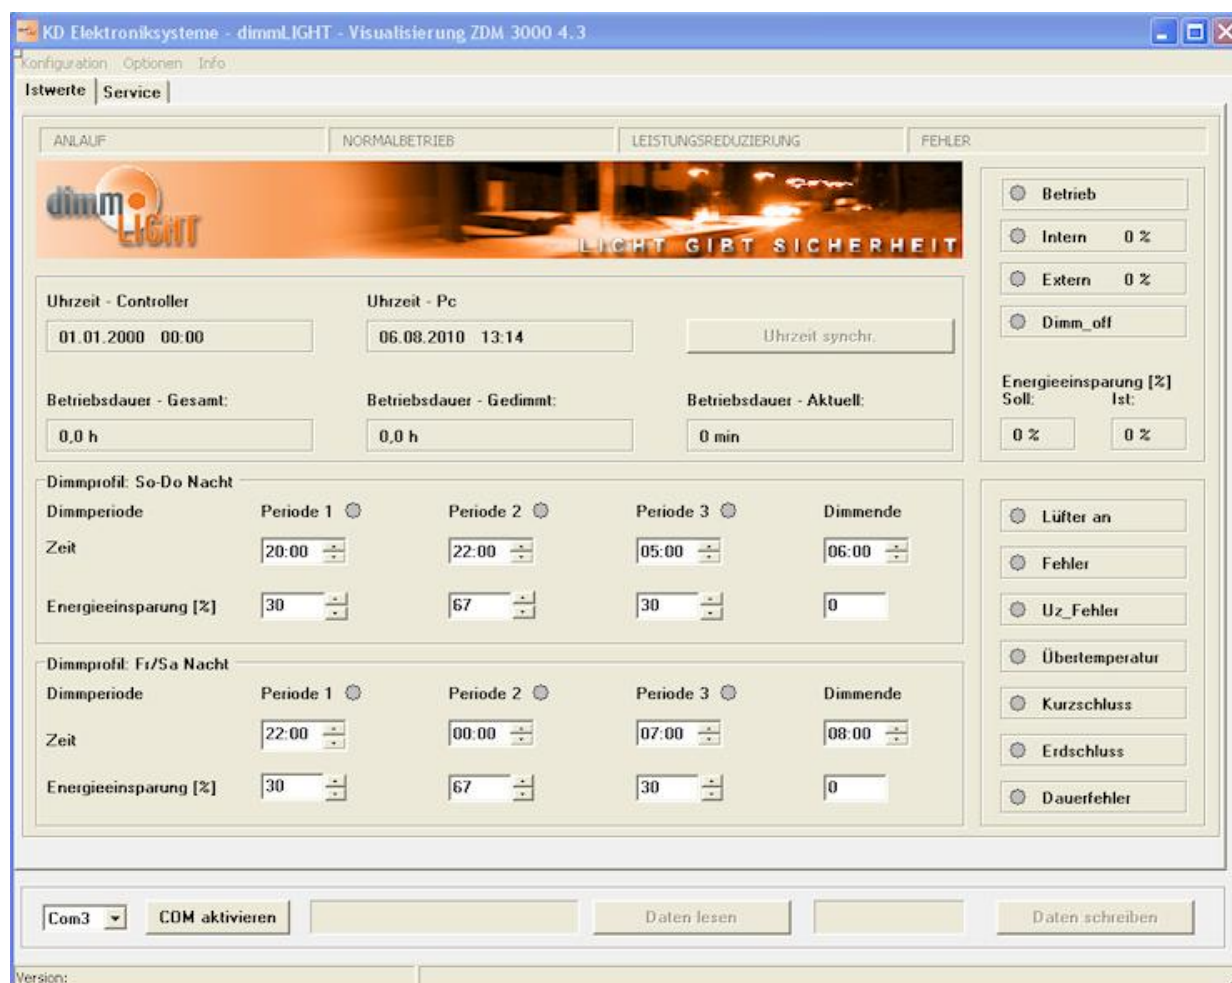 KD Elektroniksysteme - dimmLIGHT - Visualisierung ZDM 3000 4.3
Konfiguration Optionen Info
Istwerte Service
ANLAUF NORMALBETRIEB LEISTUNGSREDUZIERUNG FEHLER
dimm
LIGHT
LICHT GIBT SICHERHEIT
Uhrzeit - Controller Uhrzeit - Pc
01.01.2000 00:00 06.08.2010 13:14 Uhrzeit synchr.
Betriebsdauer - Gesamt: Betriebsdauer - Gedimmt: Betriebsdauer - Aktuell:
0,0 h 0,0 h 0 min
Betrieb
Intern 0 %
Extern 0 %
Dimm_off
Energieeinsparung [%]
Soll: Ist:
0 % 0 %
Dimmprofil: So-Do Nacht
Dimmperiode Periode 1 Periode 2 Periode 3 Dimmende
Zeit 20:00 22:00 05:00 06:00
Energieeinsparung [%] 30 67 30 0
Dimmprofil: Fr/Sa Nacht
Dimmperiode Periode 1 Periode 2 Periode 3 Dimmende
Zeit 22:00 00:00 07:00 08:00
Energieeinsparung [%] 30 67 30 0
Lüfter an
Fehler
Uz_Fehler
Übertemperatur
Kurzschluss
Erdschluss
Dauerfehler
Com3 COM aktivieren Daten lesen Daten schreiben
Version: